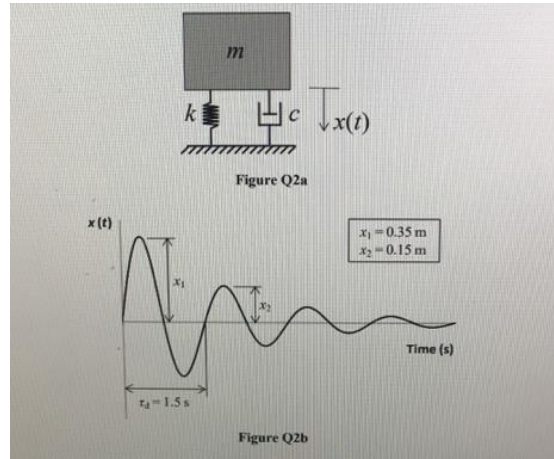 m
k
c
x(t)
Figure Q2a
x (t)
x₁ = 0.35 m
x₂ = 0.15 m
x₁
x₂
Time (s)
τd = 1.5 s
Figure Q2b